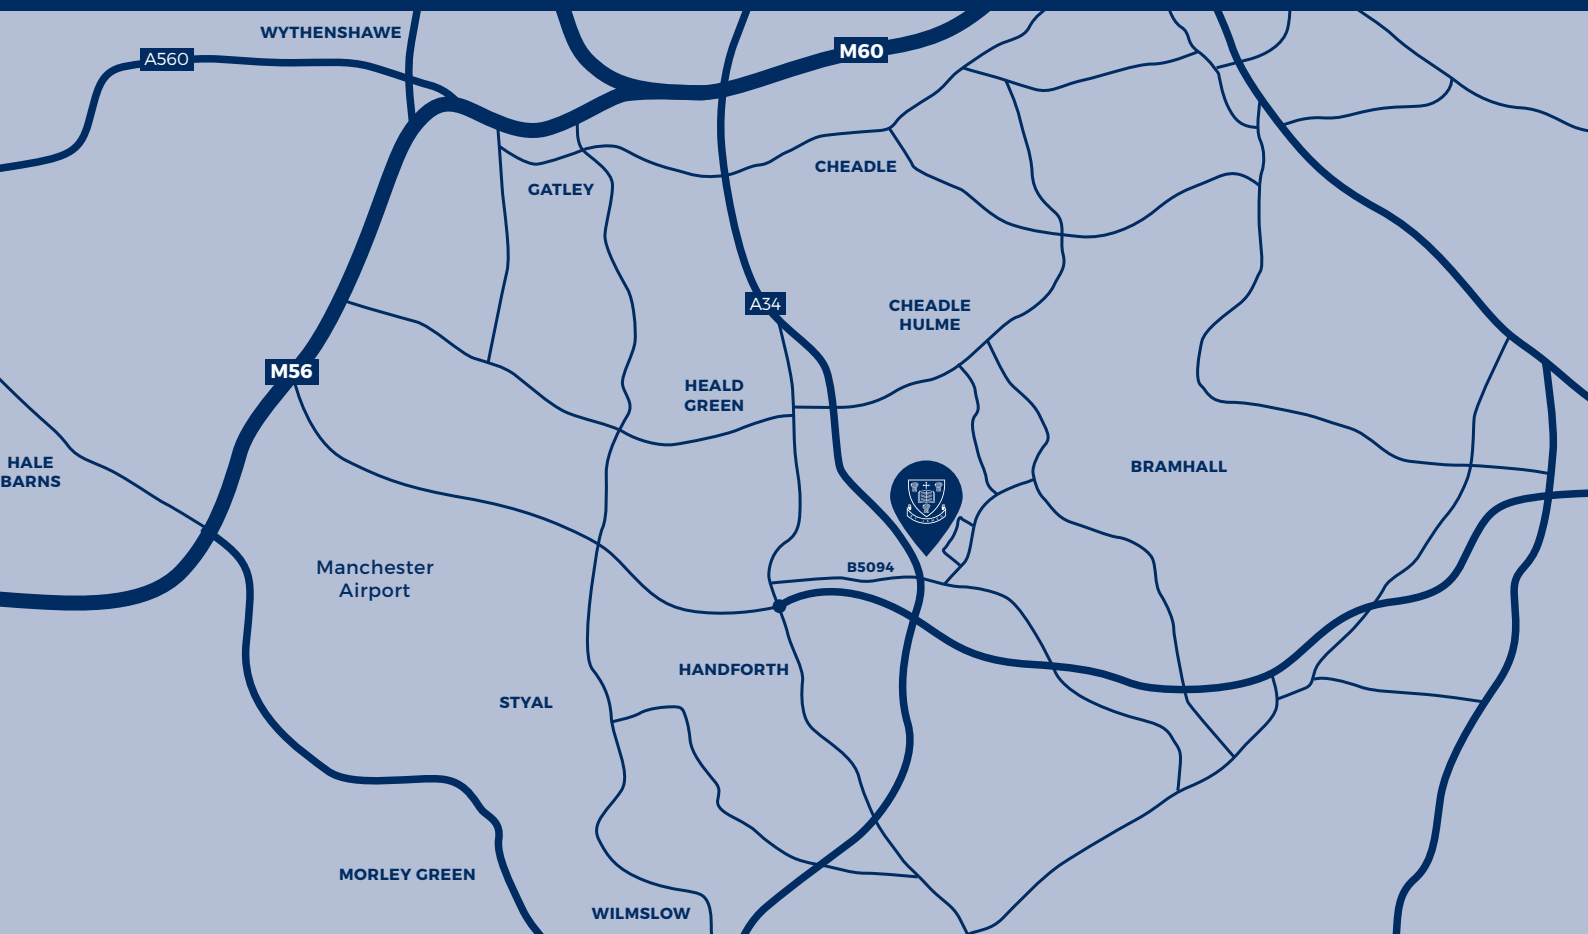 WYTHENSHAWE
A560
M60
CHEADLE
GATLEY
A34
CHEADLE
HULME
M56
HEALD
GREEN
HALE
BARNS
BRAMHALL
Manchester
Airport
B5094
HANDFORTH
STYAL
MORLEY GREEN
WILMSLOW